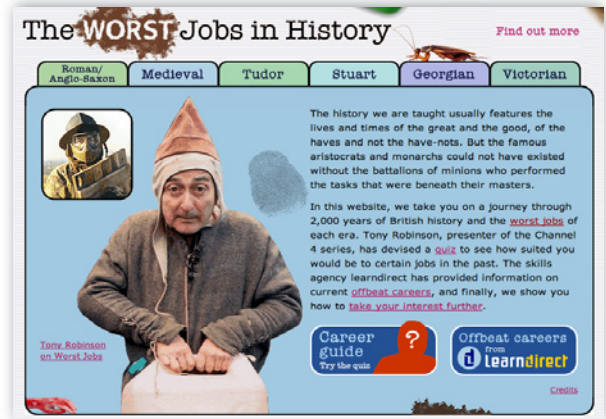 The WORST Jobs in History
Find out more
Roman/
Anglo-Saxon
Medieval
Tudor
Stuart
Georgian
Victorian
The history we are taught usually features the
lives and times of the great and the good, of the
haves and not the have-nots. But the famous
aristocrats and monarchs could not have existed
without the battalions of minions who performed
the tasks that were beneath their masters.
In this website, we take you on a journey through
2,000 years of British history and the worst jobs of
each era. Tony Robinson, presenter of the Channel
4 series, has devised a quiz to see how suited you
would be to certain jobs in the past. The skills
agency learndirect has provided information on
current offbeat careers, and finally, we show you
how to take your interest further.
Tony Robinson
on Worst Jobs
Career
guide
Try the quiz
?
Offbeat careers
from
learndirect
Credits